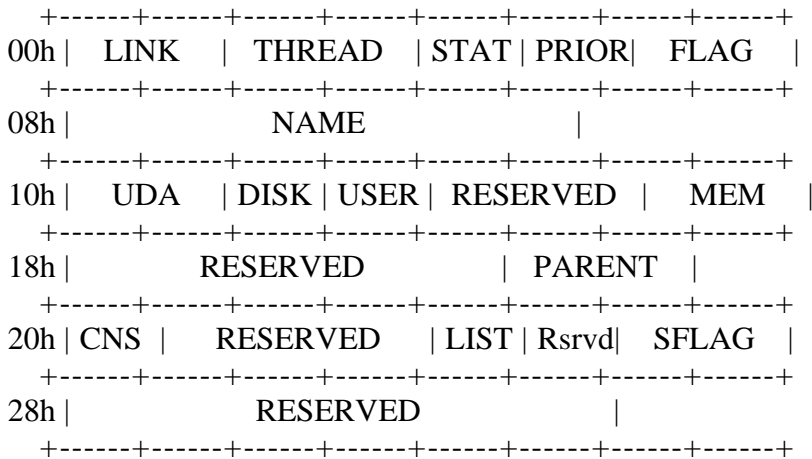 +------+------+------+------+------+------+------+------+
00h | LINK | THREAD | STAT | PRIOR| FLAG |
+------+------+------+------+------+------+------+------+
08h | NAME |
+------+------+------+------+------+------+------+------+
10h | UDA | DISK | USER | RESERVED | MEM |
+------+------+------+------+------+------+------+------+
18h | RESERVED | PARENT |
+------+------+------+------+------+------+------+------+
20h | CNS | RESERVED | LIST | Rsrvd| SFLAG |
+------+------+------+------+------+------+------+------+
28h | RESERVED |
+------+------+------+------+------+------+------+------+